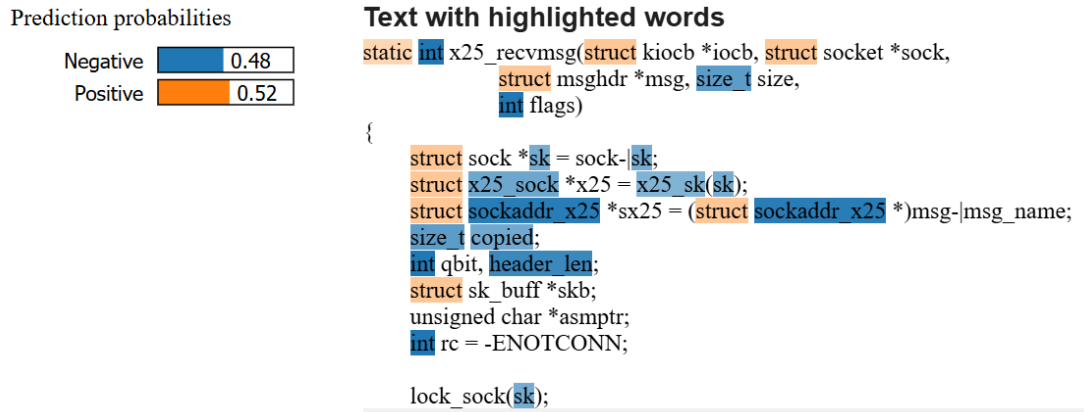 Prediction probabilities
Negative 0.48
Positive 0.52
Text with highlighted words
static int x25_recvmsg(struct kiocb *iocb, struct socket *sock,
struct msghdr *msg, size_t size,
int flags)
{
struct sock *sk = sock-|sk;
struct x25_sock *x25 = x25_sk(sk);
struct sockaddr_x25 *sx25 = (struct sockaddr_x25 *)msg-|msg_name;
size_t copied;
int qbit, header_len;
struct sk_buff *skb;
unsigned char *asmptr;
int rc = -ENOTCONN;
lock_sock(sk);